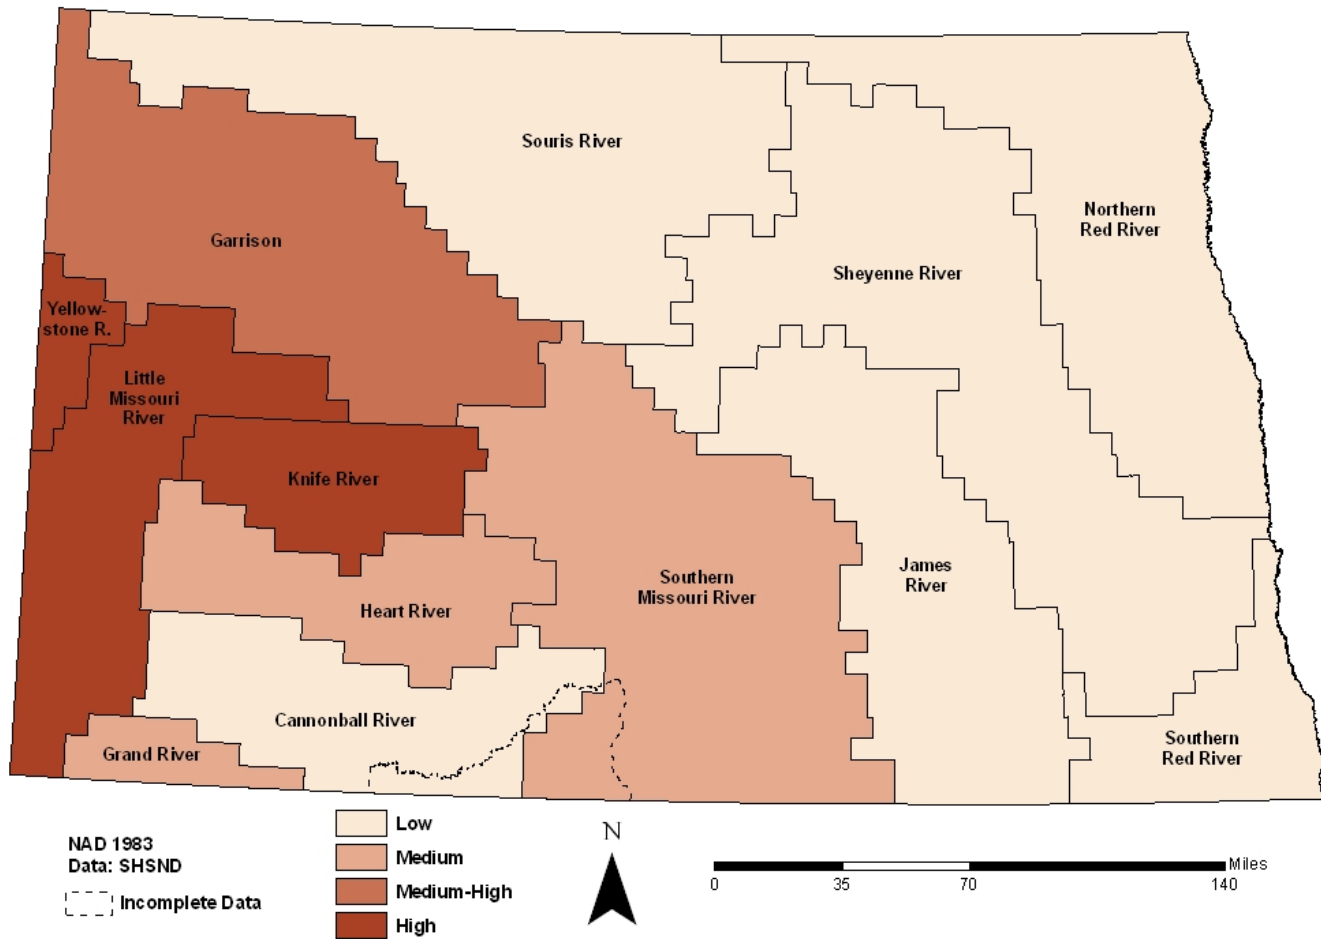 Souris River
Northern
Red River
Garrison
Sheyenne River
Yellow-
stone R.
Little
Missouri
River
Knife River
Southern
Missouri River
James
River
Heart River
Cannonball River
Grand River
Southern
Red River
NAD 1983
Data: SHSND
Incomplete Data
Low
Medium
Medium-High
High
N
Miles
0 35 70 140